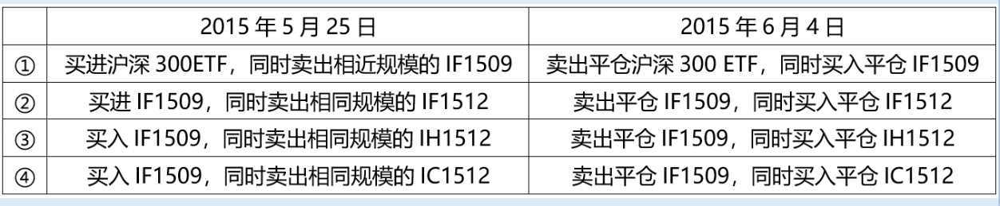 2015 年 5 月 25 日 2015 年 6 月 4 日
① 买进沪深 300ETF，同时卖出相近规模的 IF1509 卖出平仓沪深 300 ETF，同时买入平仓 IF1509
② 买进 IF1509，同时卖出相同规模的 IF1512 卖出平仓 IF1509，同时买入平仓 IF1512
③ 买入 IF1509，同时卖出相同规模的 IH1512 卖出平仓 IF1509，同时买入平仓 IH1512
④ 买入 IF1509，同时卖出相同规模的 IC1512 卖出平仓 IF1509，同时买入平仓 IC1512